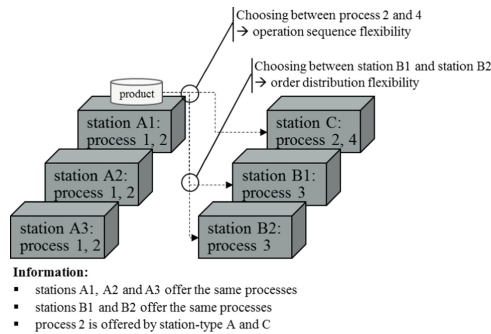 Choosing between process 2 and 4
→ operation sequence flexibility
Choosing between station B1 and station B2
→ order distribution flexibility
product
station A1:
process 1, 2
station C:
process 2, 4
station A2:
process 1, 2
station B1:
process 3
station A3:
process 1, 2
station B2:
process 3
Information:
▪ stations A1, A2 and A3 offer the same processes
▪ stations B1 and B2 offer the same processes
▪ process 2 is offered by station-type A and C